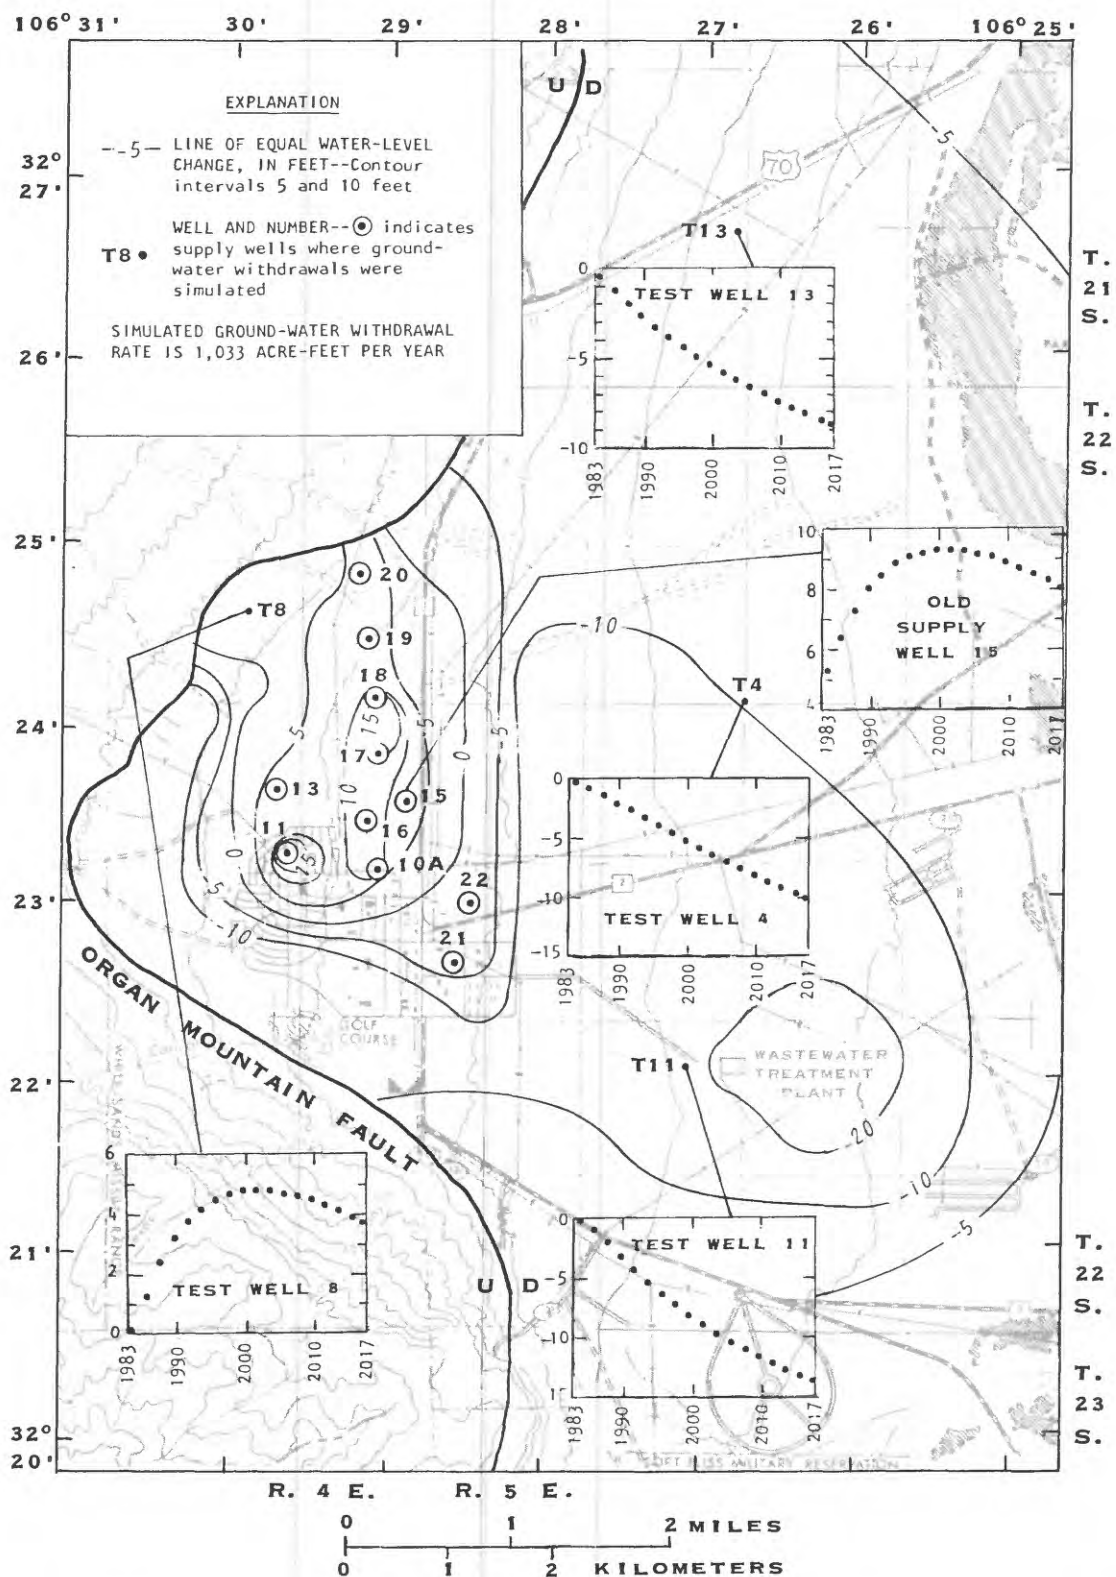 106° 31' 30' 29' 28' 27' 26' 106° 25'
EXPLANATION
--5— LINE OF EQUAL WATER-LEVEL
CHANGE, IN FEET--Contour
intervals 5 and 10 feet
WELL AND NUMBER--⊙ indicates
T8 • supply wells where ground-
water withdrawals were
simulated
SIMULATED GROUND-WATER WITHDRAWAL
RATE IS 1,033 ACRE-FEET PER YEAR
U D
-5
70
32°
27'
T13
T.
21
S.
26'
0
TEST WELL 13
-5
-10
1983 1990 2000 2010 2017
T.
22
S.
25'
20
T8
19
18
15
17
-10
T4
10
8
6
4
OLD
SUPPLY
WELL 15
1983 1990 2000 2010 2017
24'
5
-5
0
-5
13
10
15
11
15
16
10A
0
-5
-10
22
21
23'
0
-5
-10
-15
2
TEST WELL 4
1983 1990 2000 2010 2017
ORGAN MOUNTAIN FAULT
GOLF
COURSE
T11
WASTEWATER
TREATMENT
PLANT
-20
-10
-5
22'
6
4
2
0
TEST WELL 8
1983 1990 2000 2010 2017
21'
U D
0
TEST WELL 11
-5
-10
1983 1990 2000 2010 2017
T.
22
S.
T.
23
S.
32°
20'
MILITARY RESERVATION
R. 4 E. R. 5 E.
0 1 2 MILES
0 1 2 KILOMETERS